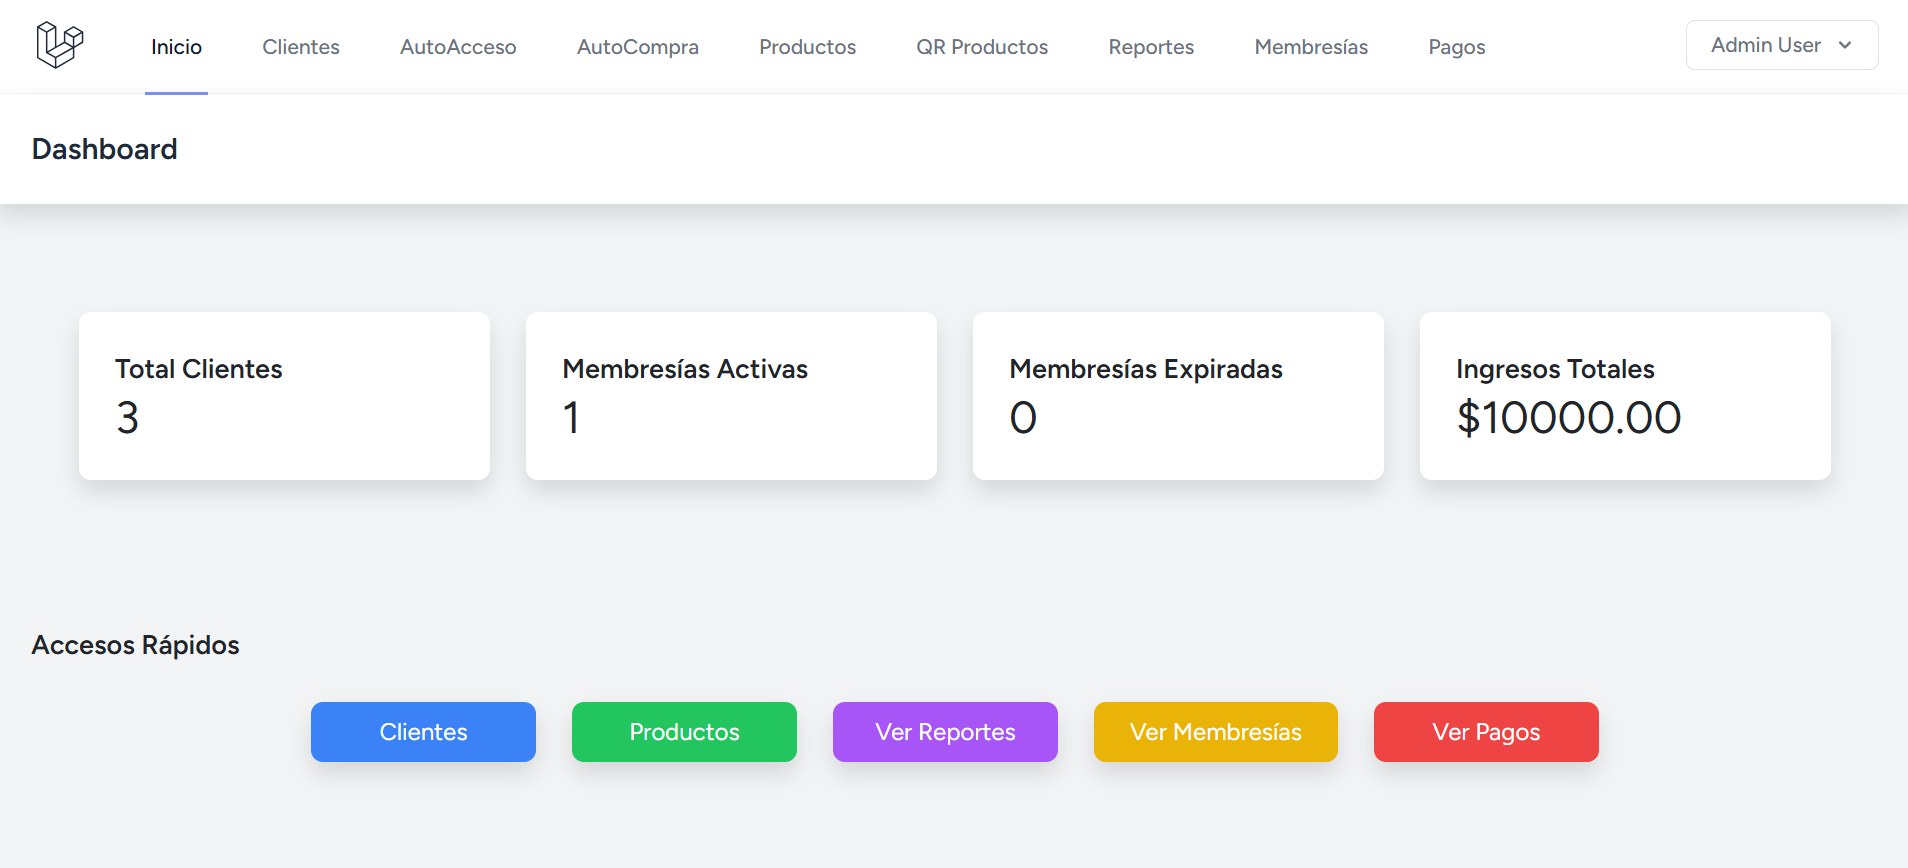 Inicio Clientes AutoAcceso AutoCompra Productos QR Productos Reportes Membresías Pagos Admin User
Dashboard
Total Clientes
3
Membresías Activas
1
Membresías Expiradas
0
Ingresos Totales
$10000.00
Accesos Rápidos
Clientes Productos Ver Reportes Ver Membresías Ver Pagos